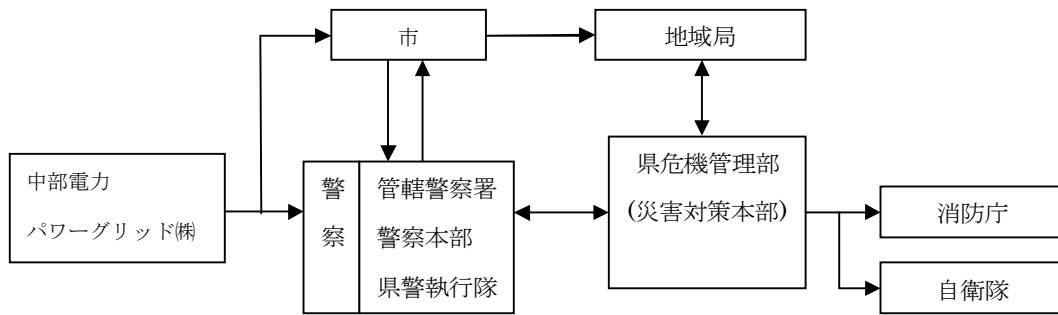 市
地域局
中部電力
パワーグリッド㈱
警察
管轄警察署
警察本部
県警執行隊
県危機管理部
(災害対策本部)
消防庁
自衛隊